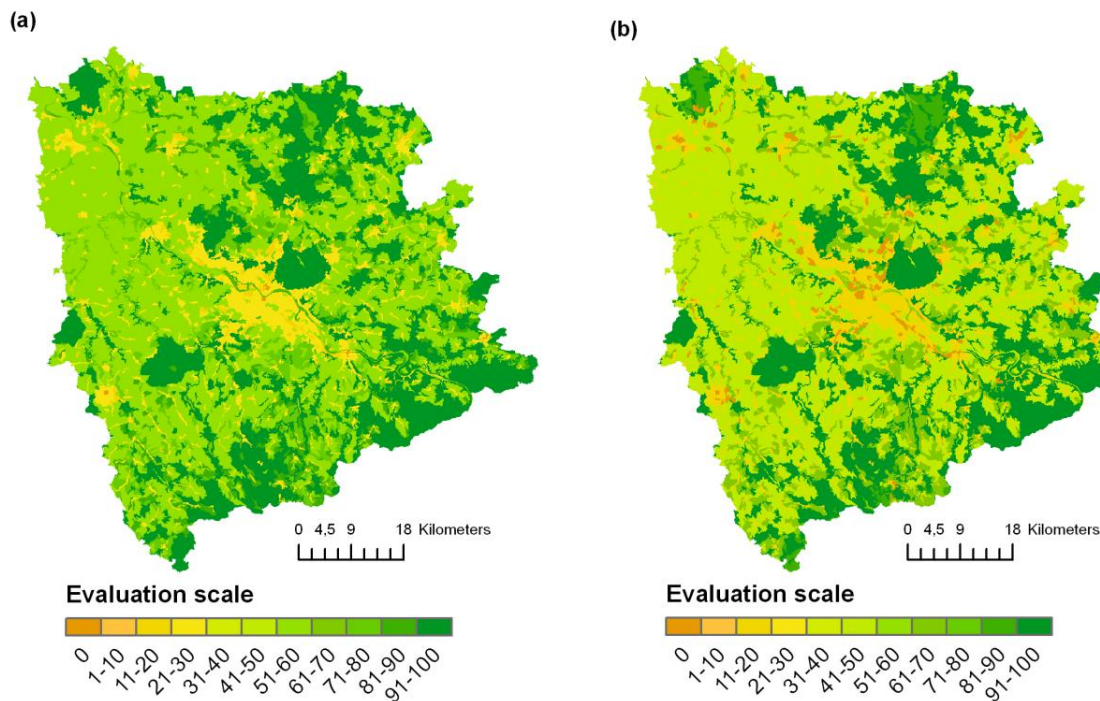 (a)
(b)
0 4,5 9 18 Kilometers
0 4,5 9 18 Kilometers
Evaluation scale
0 1-10 11-20 21-30 31-40 41-50 51-60 61-70 71-80 81-90 91-100
Evaluation scale
0 1-10 11-20 21-30 31-40 41-50 51-60 61-70 71-80 81-90 91-100